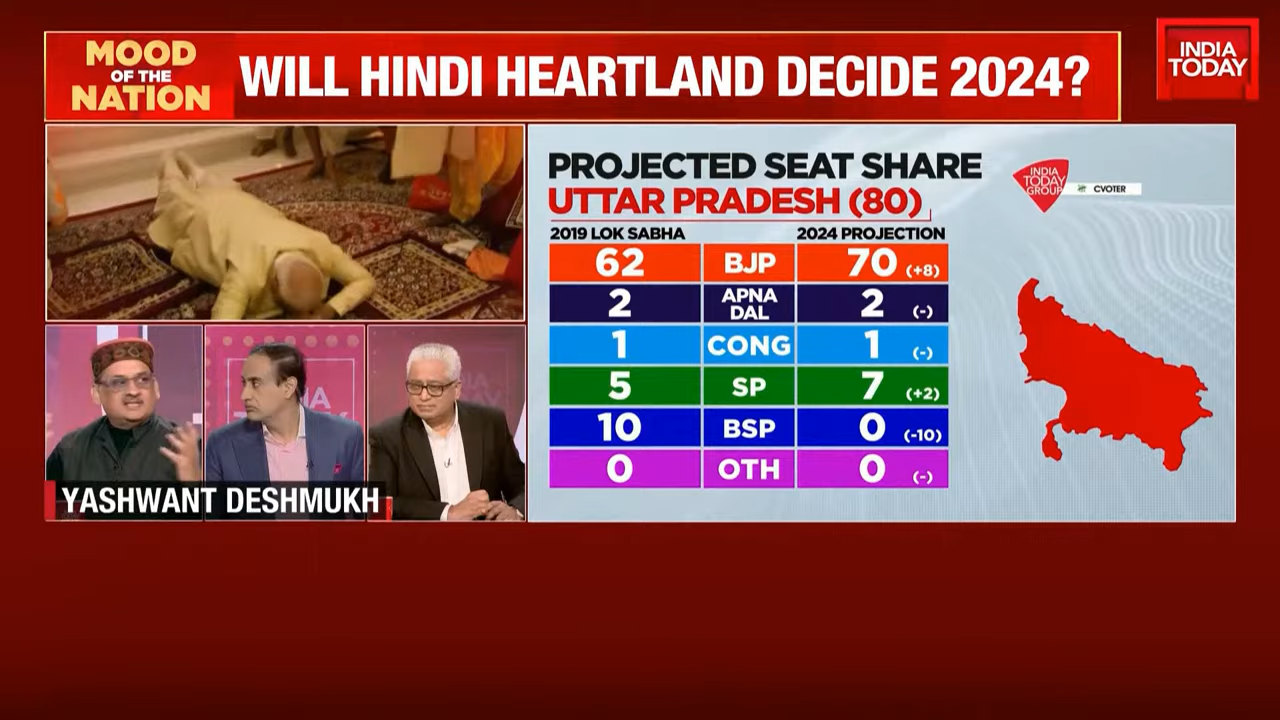 MOOD
OF THE
NATION
WILL HINDI HEARTLAND DECIDE 2024?
INDIA
TODAY
PROJECTED SEAT SHARE
UTTAR PRADESH (80)
INDIA
TODAY
GROUP
CVOTER
2019 LOK SABHA 2024 PROJECTION
62 BJP 70 (+8)
2 APNA DAL 2 (-)
1 CONG 1 (-)
5 SP 7 (+2)
10 BSP 0 (-10)
0 OTH 0 (-)
YASHWANT DESHMUKH